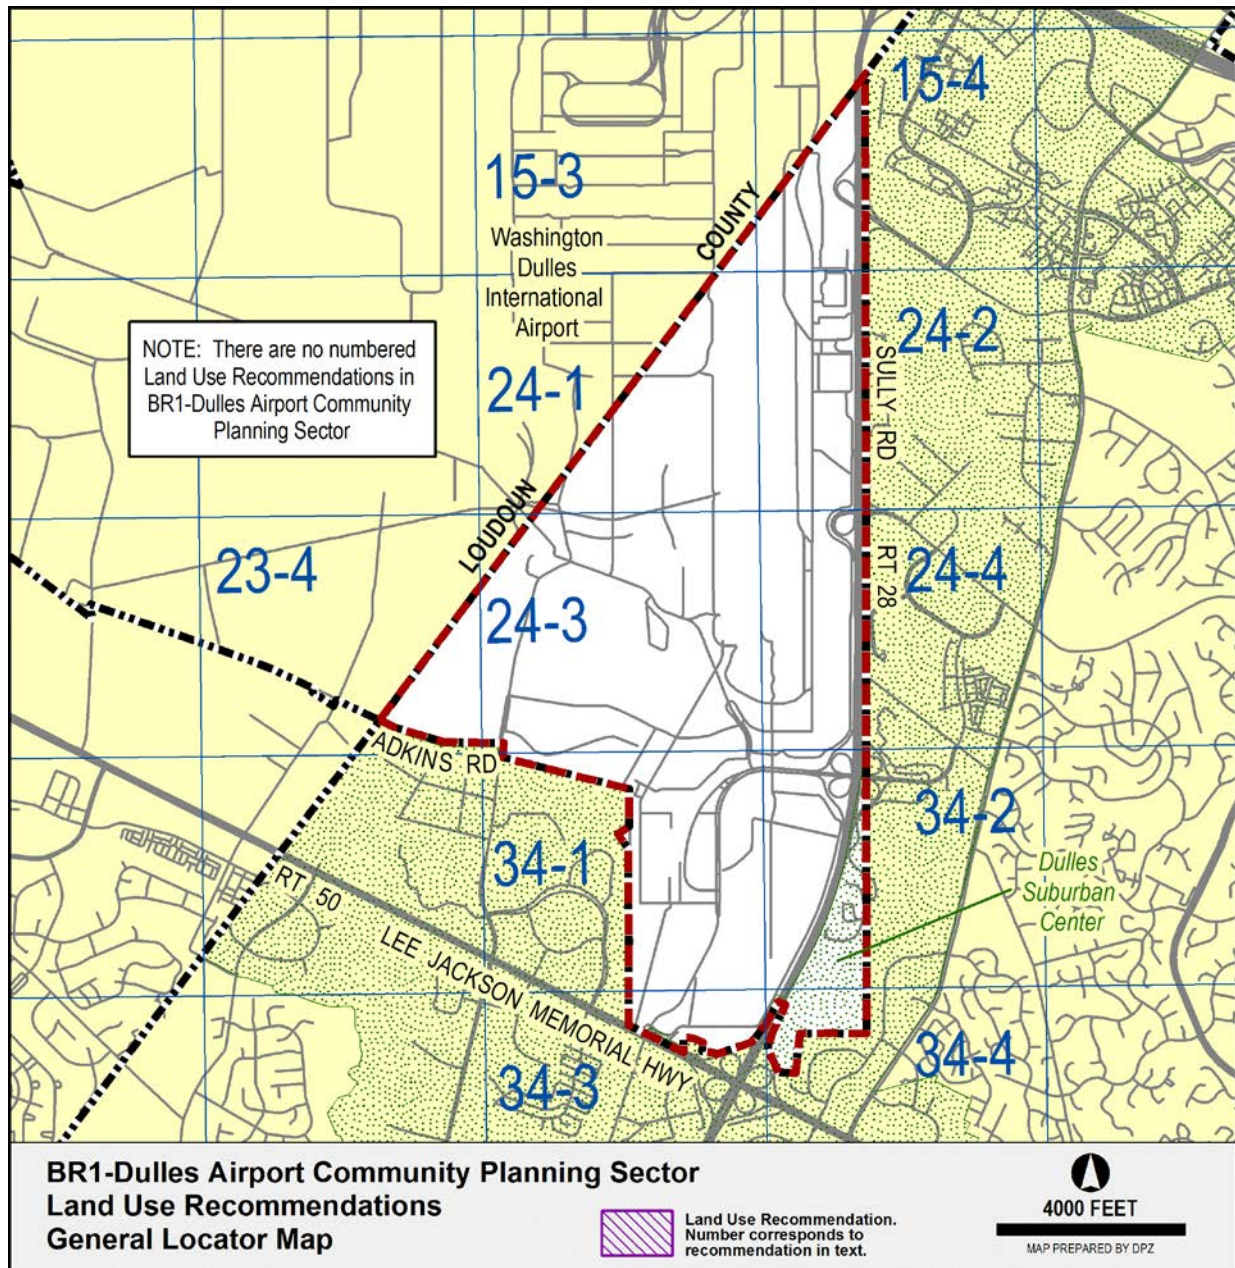 15-4
15-3
Washington
Dulles
International
Airport
COUNTY
NOTE: There are no numbered
Land Use Recommendations in
BR1-Dulles Airport Community
Planning Sector
24-1
24-2
SULLY RD
RT 28
LOUDOUN
23-4
24-3
24-4
ADKINS RD
34-1
34-2
Dulles
Suburban
Center
RT 50
LEE JACKSON MEMORIAL HWY
34-3
34-4
BR1-Dulles Airport Community Planning Sector
Land Use Recommendations
General Locator Map
Land Use Recommendation.
Number corresponds to
recommendation in text.
4000 FEET
MAP PREPARED BY DPZ